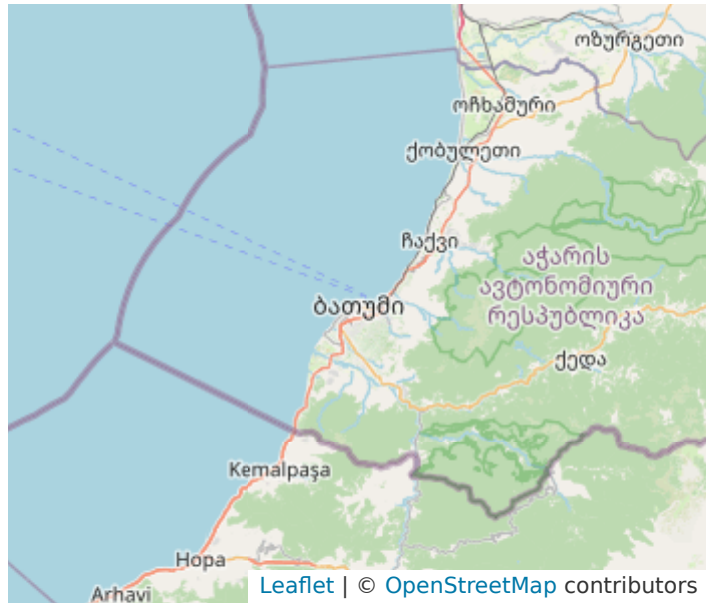 ოზურგეთი
ოჩხამური
ქობულეთი
ჩაქვი
აჭარის
ავტონომიური
რესპუბლიკა
ბათუმი
ქედა
Kemalpaşa
Hopa
Arhavi
Leaflet | © OpenStreetMap contributors